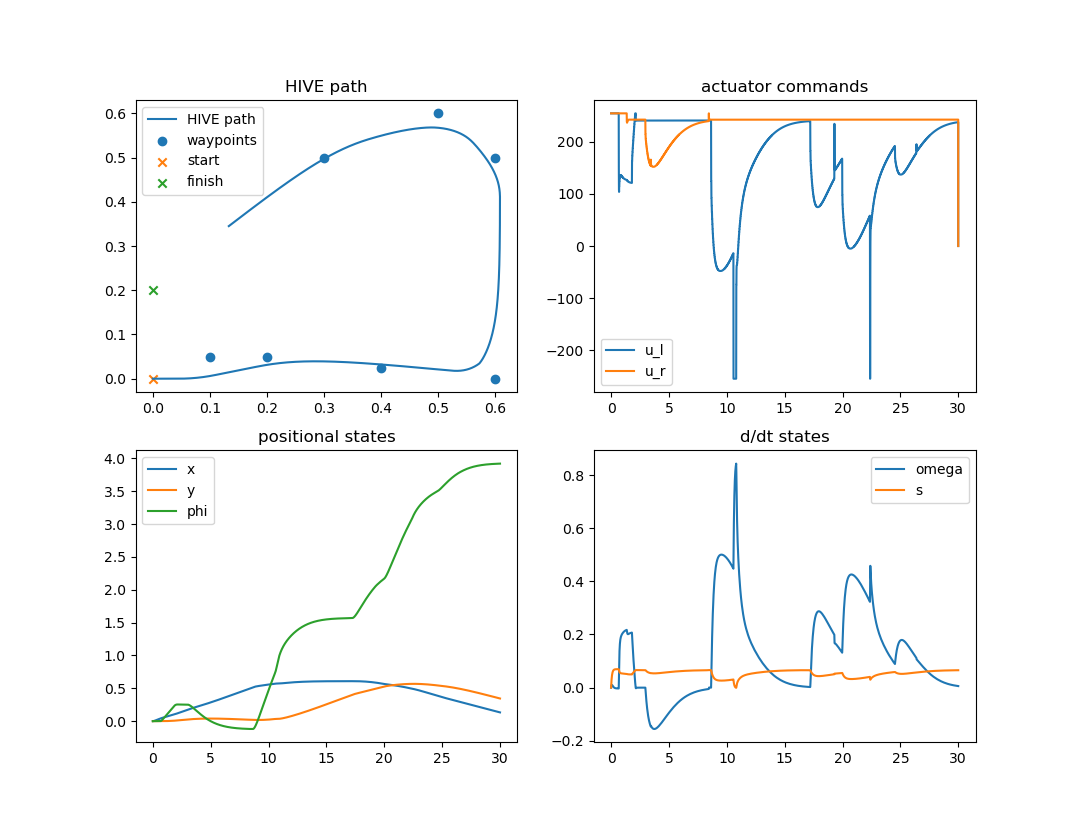 HIVE path
0.6
0.5
0.4
0.3
0.2
0.1
0.0
HIVE path
waypoints
start
finish
0.0 0.1 0.2 0.3 0.4 0.5 0.6
actuator commands
200
100
0
−100
−200
u_l
u_r
0 5 10 15 20 25 30
positional states
4.0
3.5
3.0
2.5
2.0
1.5
1.0
0.5
0.0
x
y
phi
0 5 10 15 20 25 30
d/dt states
0.8
0.6
0.4
0.2
0.0
−0.2
omega
s
0 5 10 15 20 25 30